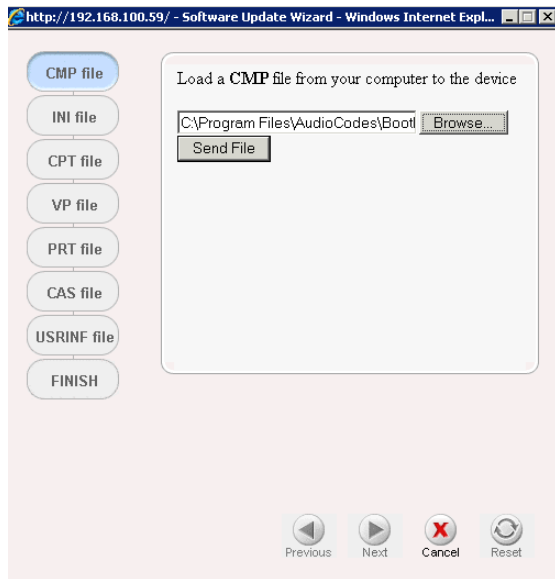 http://192.168.100.59/ - Software Update Wizard - Windows Internet Expl...
CMP file
INI file
CPT file
VP file
PRT file
CAS file
USRINF file
FINISH
Load a CMP file from your computer to the device
C:\Program Files\AudioCodes\Bootl
Browse...
Send File
Previous
Next
Cancel
Reset